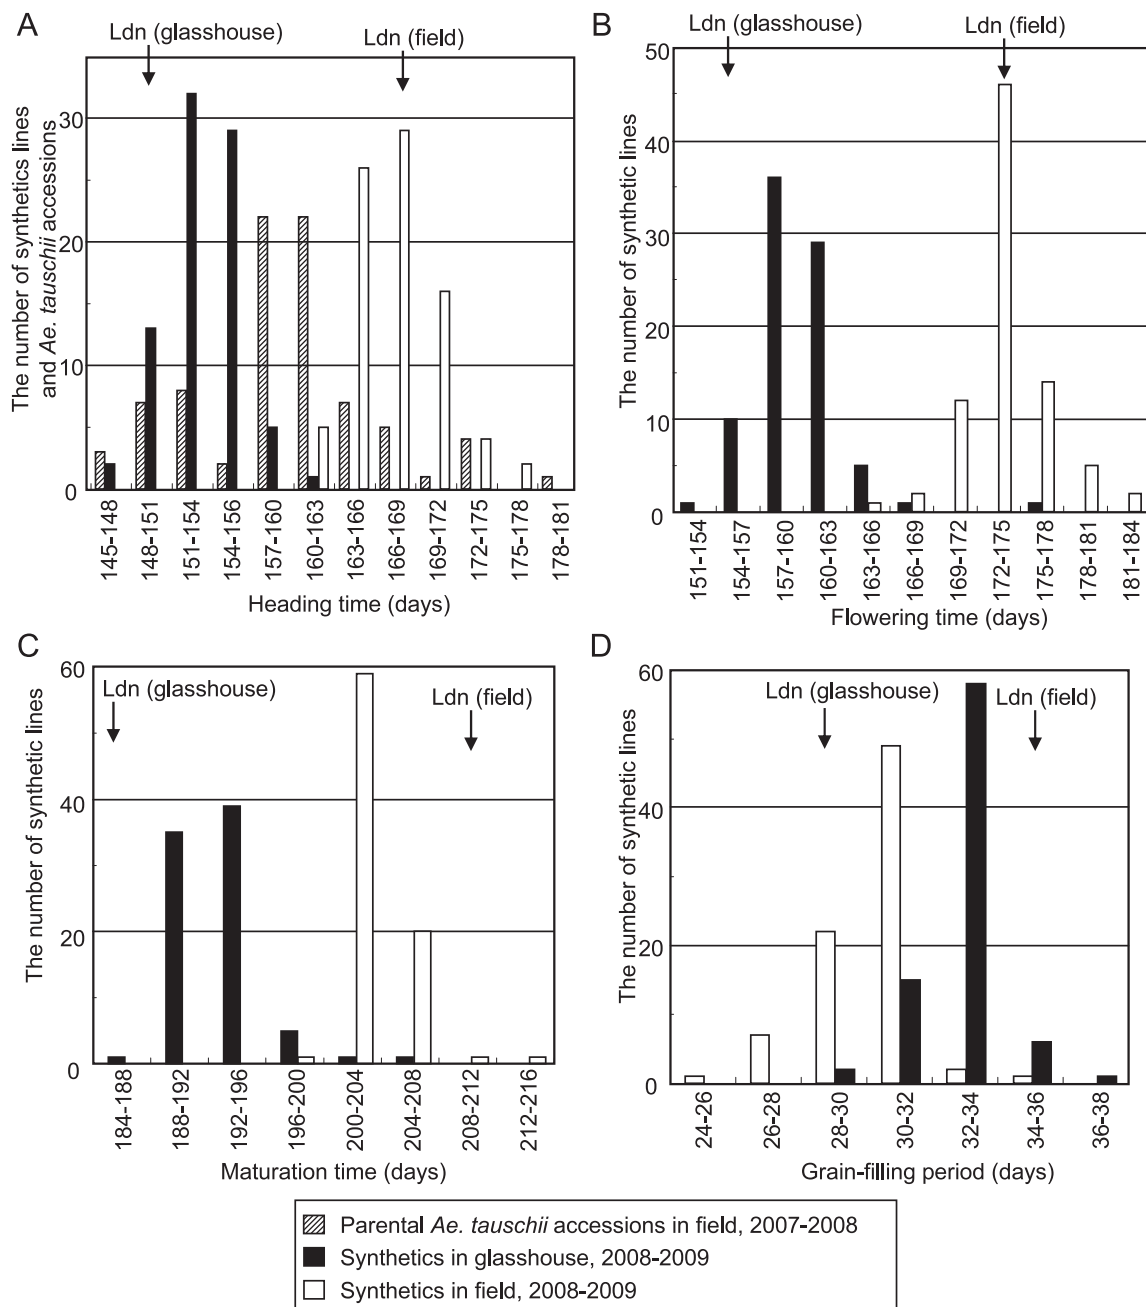 A
Ldn (glasshouse)
Ldn (field)
The number of synthetics lines
and Ae. tauschii accessions
30
20
10
0
145-148
148-151
151-154
154-156
157-160
160-163
163-166
166-169
169-172
172-175
175-178
178-181
Heading time (days)
B
Ldn (glasshouse)
Ldn (field)
The number of synthetic lines
50
40
30
20
10
0
151-154
154-157
157-160
160-163
163-166
166-169
169-172
172-175
175-178
178-181
181-184
Flowering time (days)
C
Ldn (glasshouse)
Ldn (field)
The number of synthetic lines
60
40
20
0
184-188
188-192
192-196
196-200
200-204
204-208
208-212
212-216
Maturation time (days)
D
Ldn (glasshouse)
Ldn (field)
The number of synthetic lines
60
40
20
0
24-26
26-28
28-30
30-32
32-34
34-36
36-38
Grain-filling period (days)
Parental Ae. tauschii accessions in field, 2007-2008
Synthetics in glasshouse, 2008-2009
Synthetics in field, 2008-2009